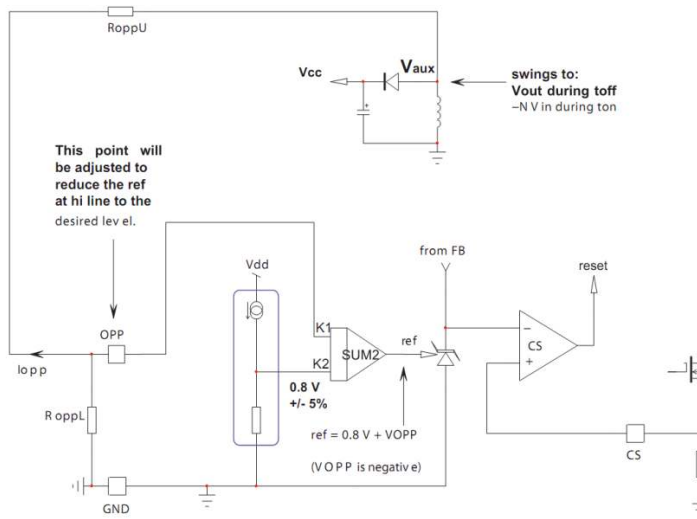 RoppU
Vcc
Vaux
swings to:
Vout during toff
–N V in during ton
This point will
be adjusted to
reduce the ref
at hi line to the
desired lev el.
from FB
Vdd
reset
OPP
K1
ref
CS
Iopp
SUM2
K2
0.8 V
+/- 5%
R oppL
ref = 0.8 V + VOPP
(V O P P is negativ e)
CS
GND
+
−
+